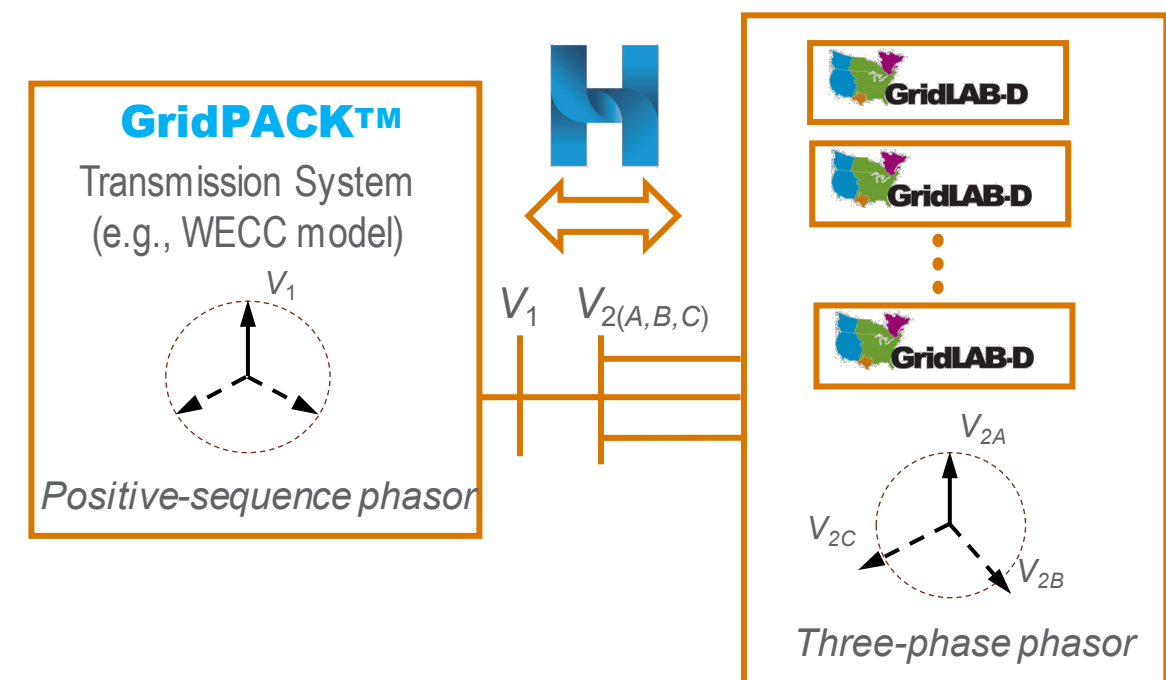 GridPACK™
Transmission System
(e.g., WECC model)
V₁
Positive-sequence phasor
H
V₁
V₂(A,B,C)
GridLAB-D
GridLAB-D
GridLAB-D
V₂A
V₂C
V₂B
Three-phase phasor